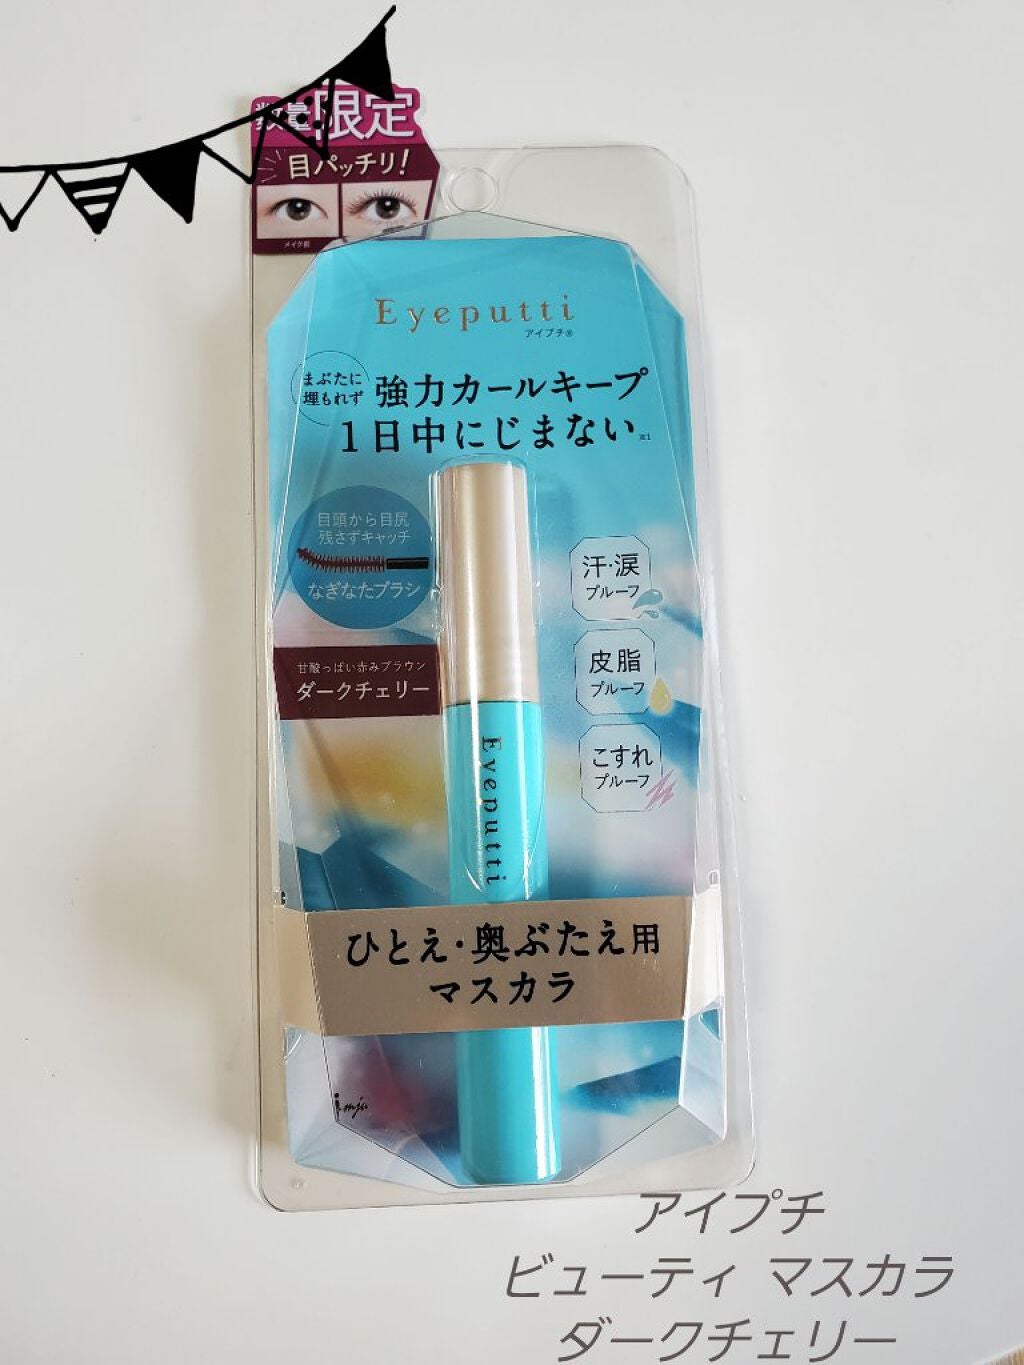 数量限定
目パッチリ!
メイク前
Eyeputti
アイプチ®
まぶたに
埋もれず
強力カールキープ
1日中にじまない※1
目頭から目尻
残さずキャッチ
なぎなたブラシ
汗・涙
プルーフ
皮脂
プルーフ
こすれ
プルーフ
甘酸っぱい赤みブラウン
ダークチェリー
Eyeputti
ひとえ・奥ぶたえ用
マスカラ
imju
アイプチ
ビューティ マスカラ
ダークチェリー